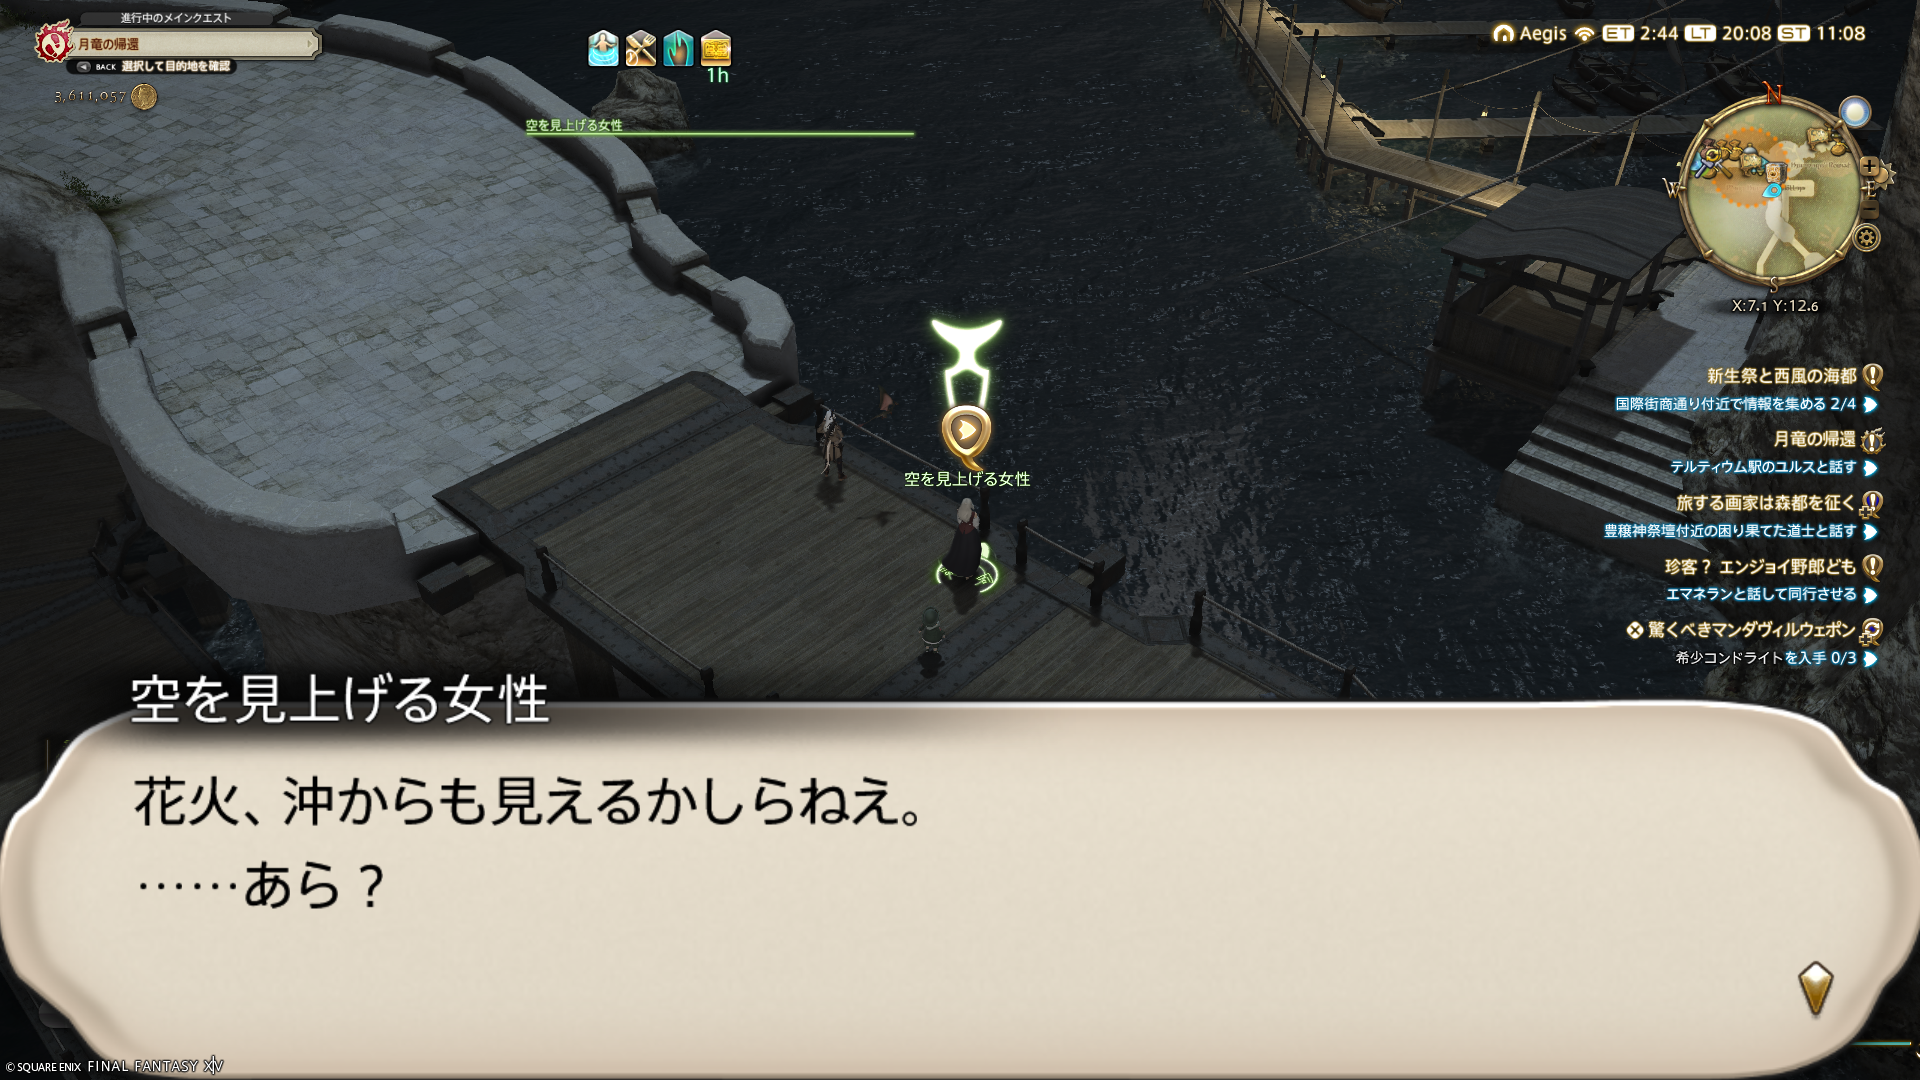 進行中のメインクエスト
月竜の帰還
BACK 選択して目的地を確認
3,611,057
1h
空を見上げる女性
Aegis ET 2:44 LT 20:08 ST 11:08
N
W
E
S
X:7.1 Y:12.6
新生祭と西風の海都
国際街商通り付近で情報を集める 2/4
月竜の帰還
テルティウム駅のユルスと話す
旅する画家は森都を征く
豊穣神祭壇付近の困り果てた道士と話す
珍客？ エンジョイ野郎ども
エマネランと話して同行させる
驚くべきマンダヴィルウェポン
希少コンドライトを入手 0/3
空を見上げる女性
空を見上げる女性
花火、沖からも見えるかしらねえ。
……あら？
© SQUARE ENIX FINAL FANTASY XIV